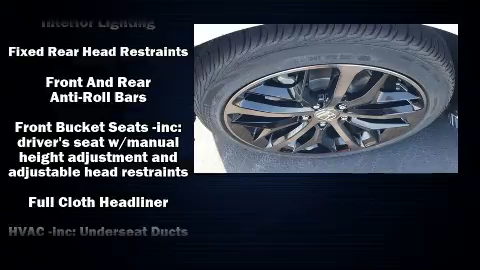 Interior Lighting
Fixed Rear Head Restraints
Front And Rear
Anti-Roll Bars
Front Bucket Seats -inc:
driver's seat w/manual
height adjustment and
adjustable head restraints
Full Cloth Headliner
HVAC -inc: Underseat Ducts